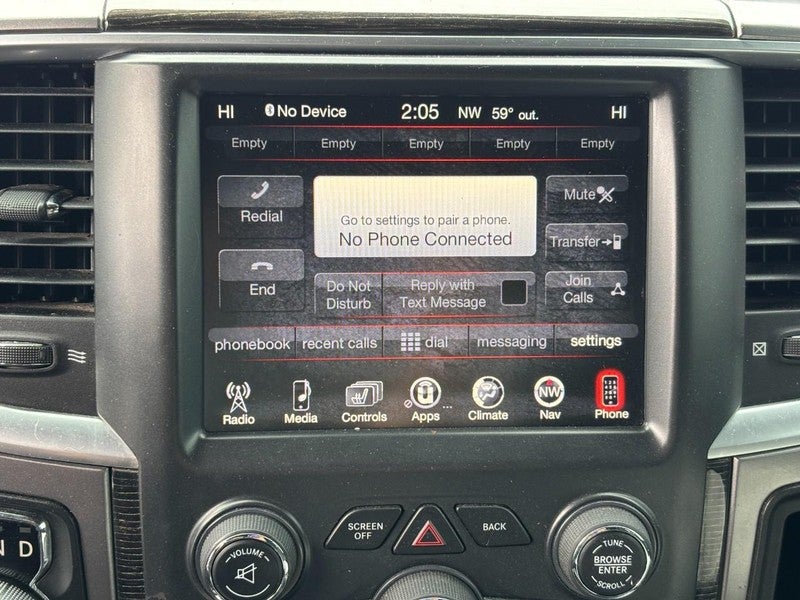 HI No Device 2:05 NW 59° out. HI
Empty Empty Empty Empty Empty
Redial
Go to settings to pair a phone.
No Phone Connected
Mute
Transfer
End
Do Not
Disturb
Reply with
Text Message
Join
Calls
phonebook recent calls dial messaging settings
NW
Radio Media Controls Apps ... Climate Nav Phone
N D
VOLUME
SCREEN
OFF
BACK
TUNE
BROWSE
ENTER
SCROLL